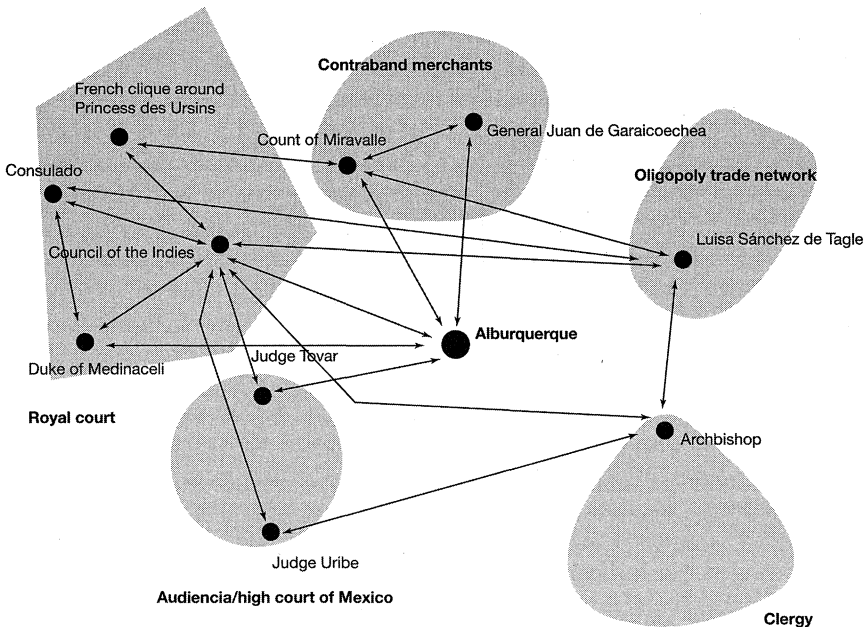 Contraband merchants
French clique around
Princess des Ursins
Count of Miravalle
General Juan de Garaicoechea
Consulado
Oligopoly trade network
Council of the Indies
Luisa Sánchez de Tagle
Alburquerque
Judge Tovar
Duke of Medinaceli
Royal court
Archbishop
Judge Uribe
Audiencia/high court of Mexico
Clergy